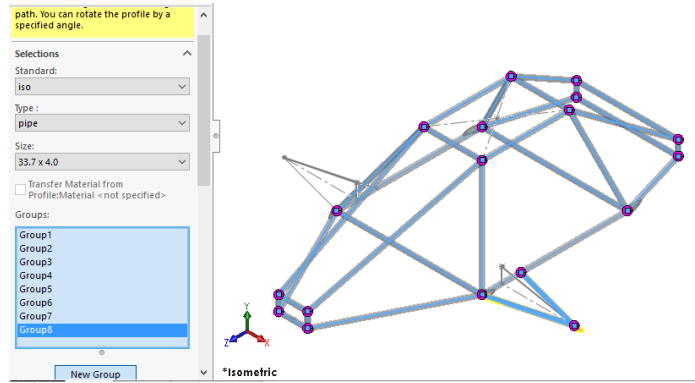 path. You can rotate the profile by a
specified angle.
Selections
Standard:
iso
Type :
pipe
Size:
33.7 x 4.0
Transfer Material from
Profile:Material <not specified>
Groups:
Group1
Group2
Group3
Group4
Group5
Group6
Group7
Group8
New Group
Y
Z
X
*Isometric